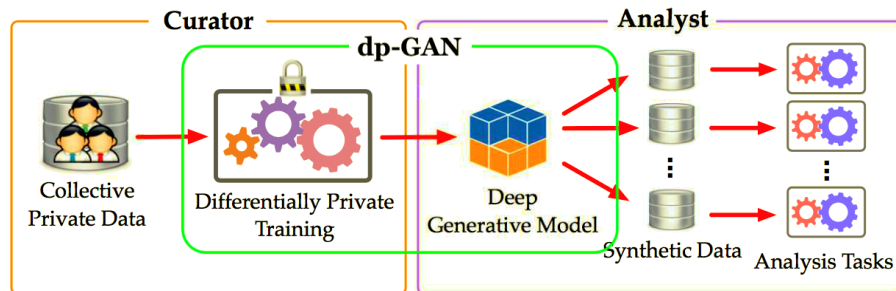 Curator
Analyst
dp-GAN
Collective
Private Data
Differentially Private
Training
Deep
Generative Model
Synthetic Data
Analysis Tasks